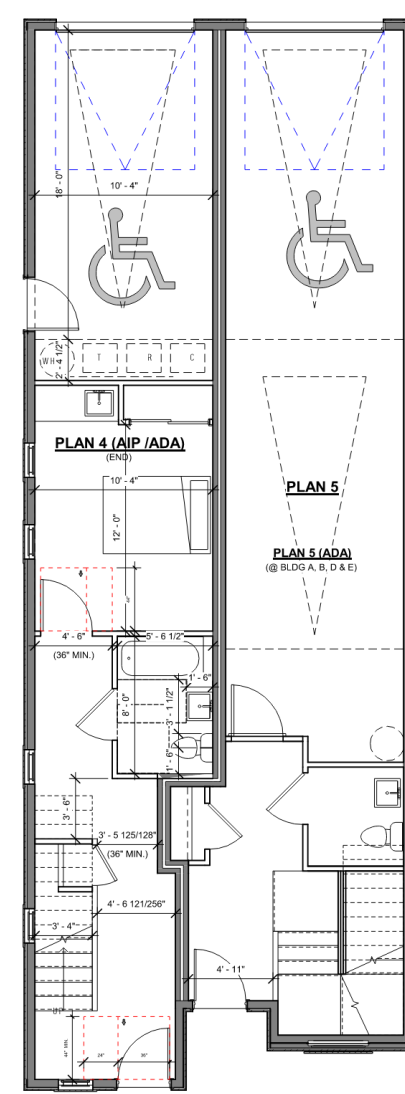 18' - 0"
10' - 4"
2' - 4 1/2"
WH
T
R
C
PLAN 4 (AIP /ADA)
(END)
10' - 4"
12' - 0"
PLAN 5
PLAN 5 (ADA)
(@ BLDG A, B, D & E)
4' - 6"
(36" MIN.)
5' - 6 1/2"
1' - 6"
8' - 0"
3' - 1 1/2"
1' - 6"
3' - 6"
3' - 5 125/128"
(36" MIN.)
4' - 6 121/256"
3' - 4"
4' - 11"
44" MIN.
24"
36"